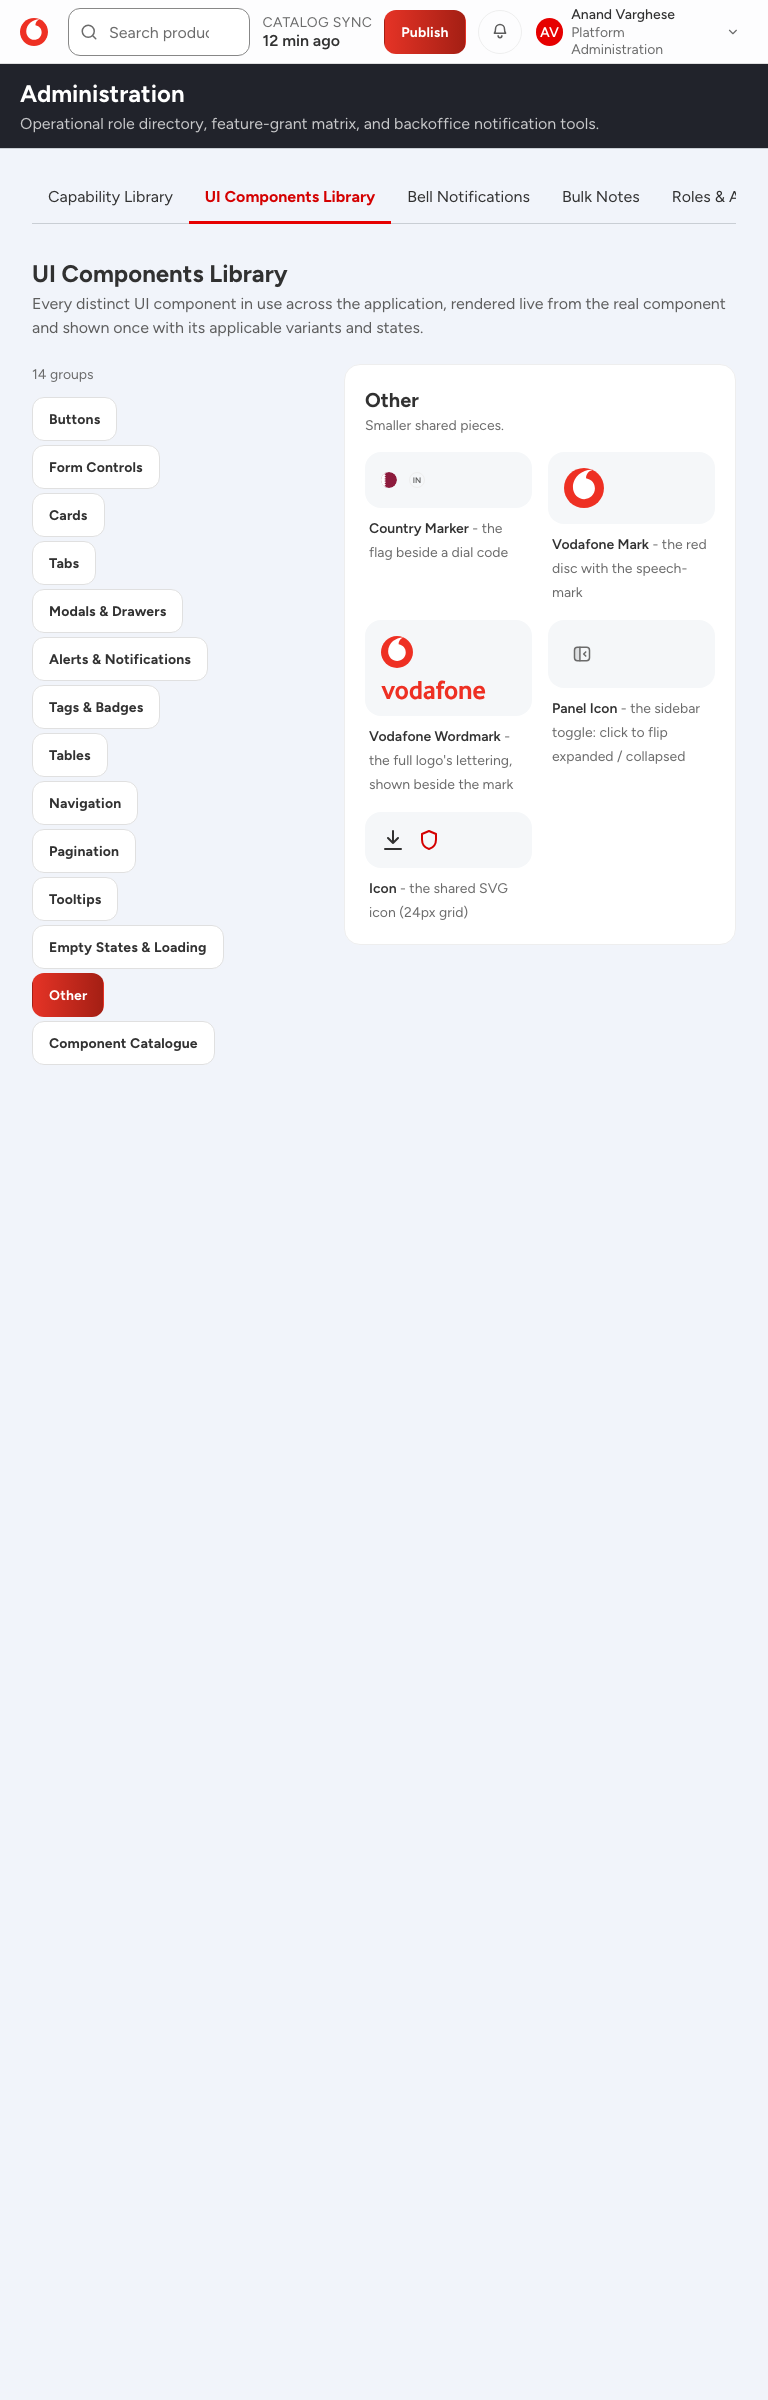 Search produc
CATALOG SYNC
12 min ago
Publish
AV
Anand Varghese
Platform
Administration
Administration
Operational role directory, feature-grant matrix, and backoffice notification tools.
Capability Library
UI Components Library
Bell Notifications
Bulk Notes
Roles & A
UI Components Library
Every distinct UI component in use across the application, rendered live from the real component
and shown once with its applicable variants and states.
14 groups
Buttons
Form Controls
Cards
Tabs
Modals & Drawers
Alerts & Notifications
Tags & Badges
Tables
Navigation
Pagination
Tooltips
Empty States & Loading
Other
Component Catalogue
Other
Smaller shared pieces.
IN
Country Marker - the
flag beside a dial code
Vodafone Mark - the red
disc with the speech-
mark
vodafone
Vodafone Wordmark -
the full logo's lettering,
shown beside the mark
Panel Icon - the sidebar
toggle: click to flip
expanded / collapsed
Icon - the shared SVG
icon (24px grid)